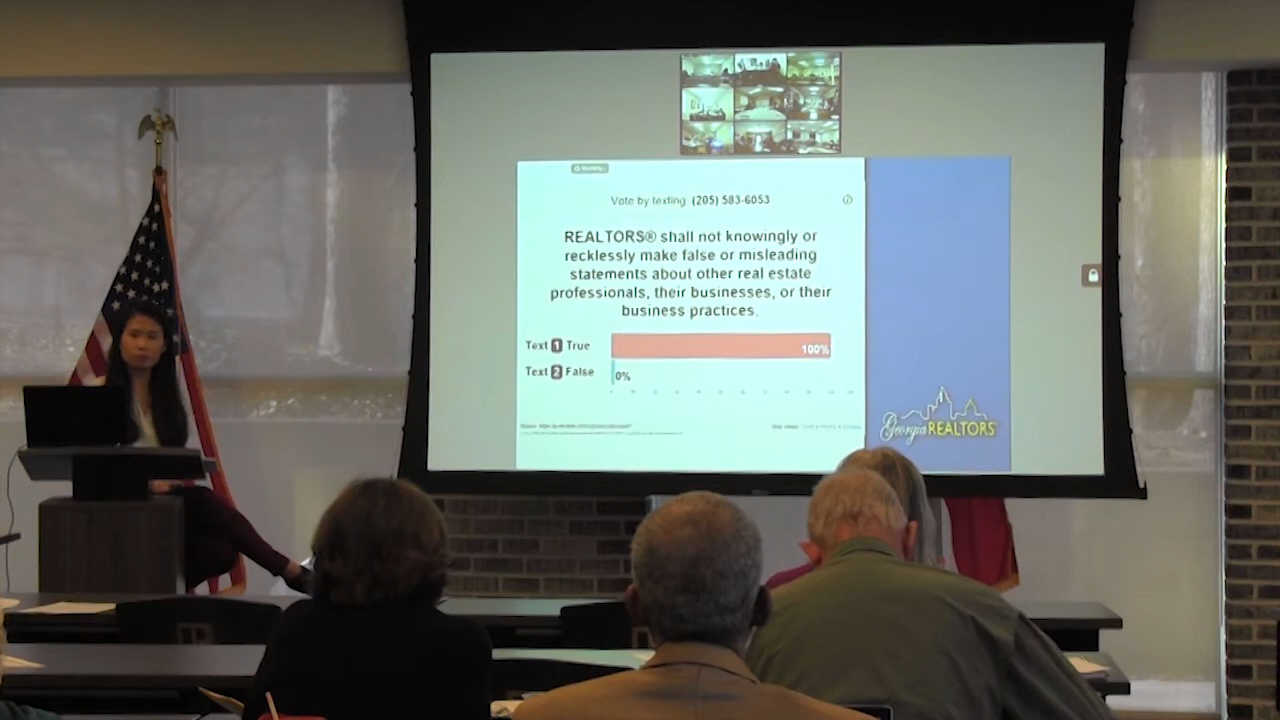 Vote by texting: (205) 583-6053
REALTORS® shall not knowingly or
recklessly make false or misleading
statements about other real estate
professionals, their businesses, or their
business practices.
Text 1 True
100%
Text 2 False
0%
Georgia REALTORS®